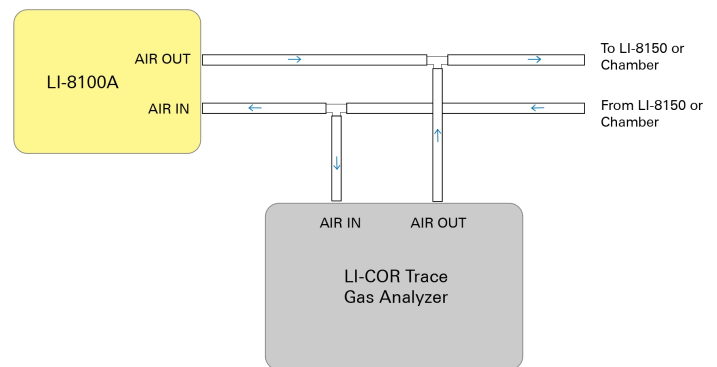 AIR OUT
To LI-8150 or
Chamber
LI-8100A
AIR IN
From LI-8150 or
Chamber
AIR IN
AIR OUT
LI-COR Trace
Gas Analyzer